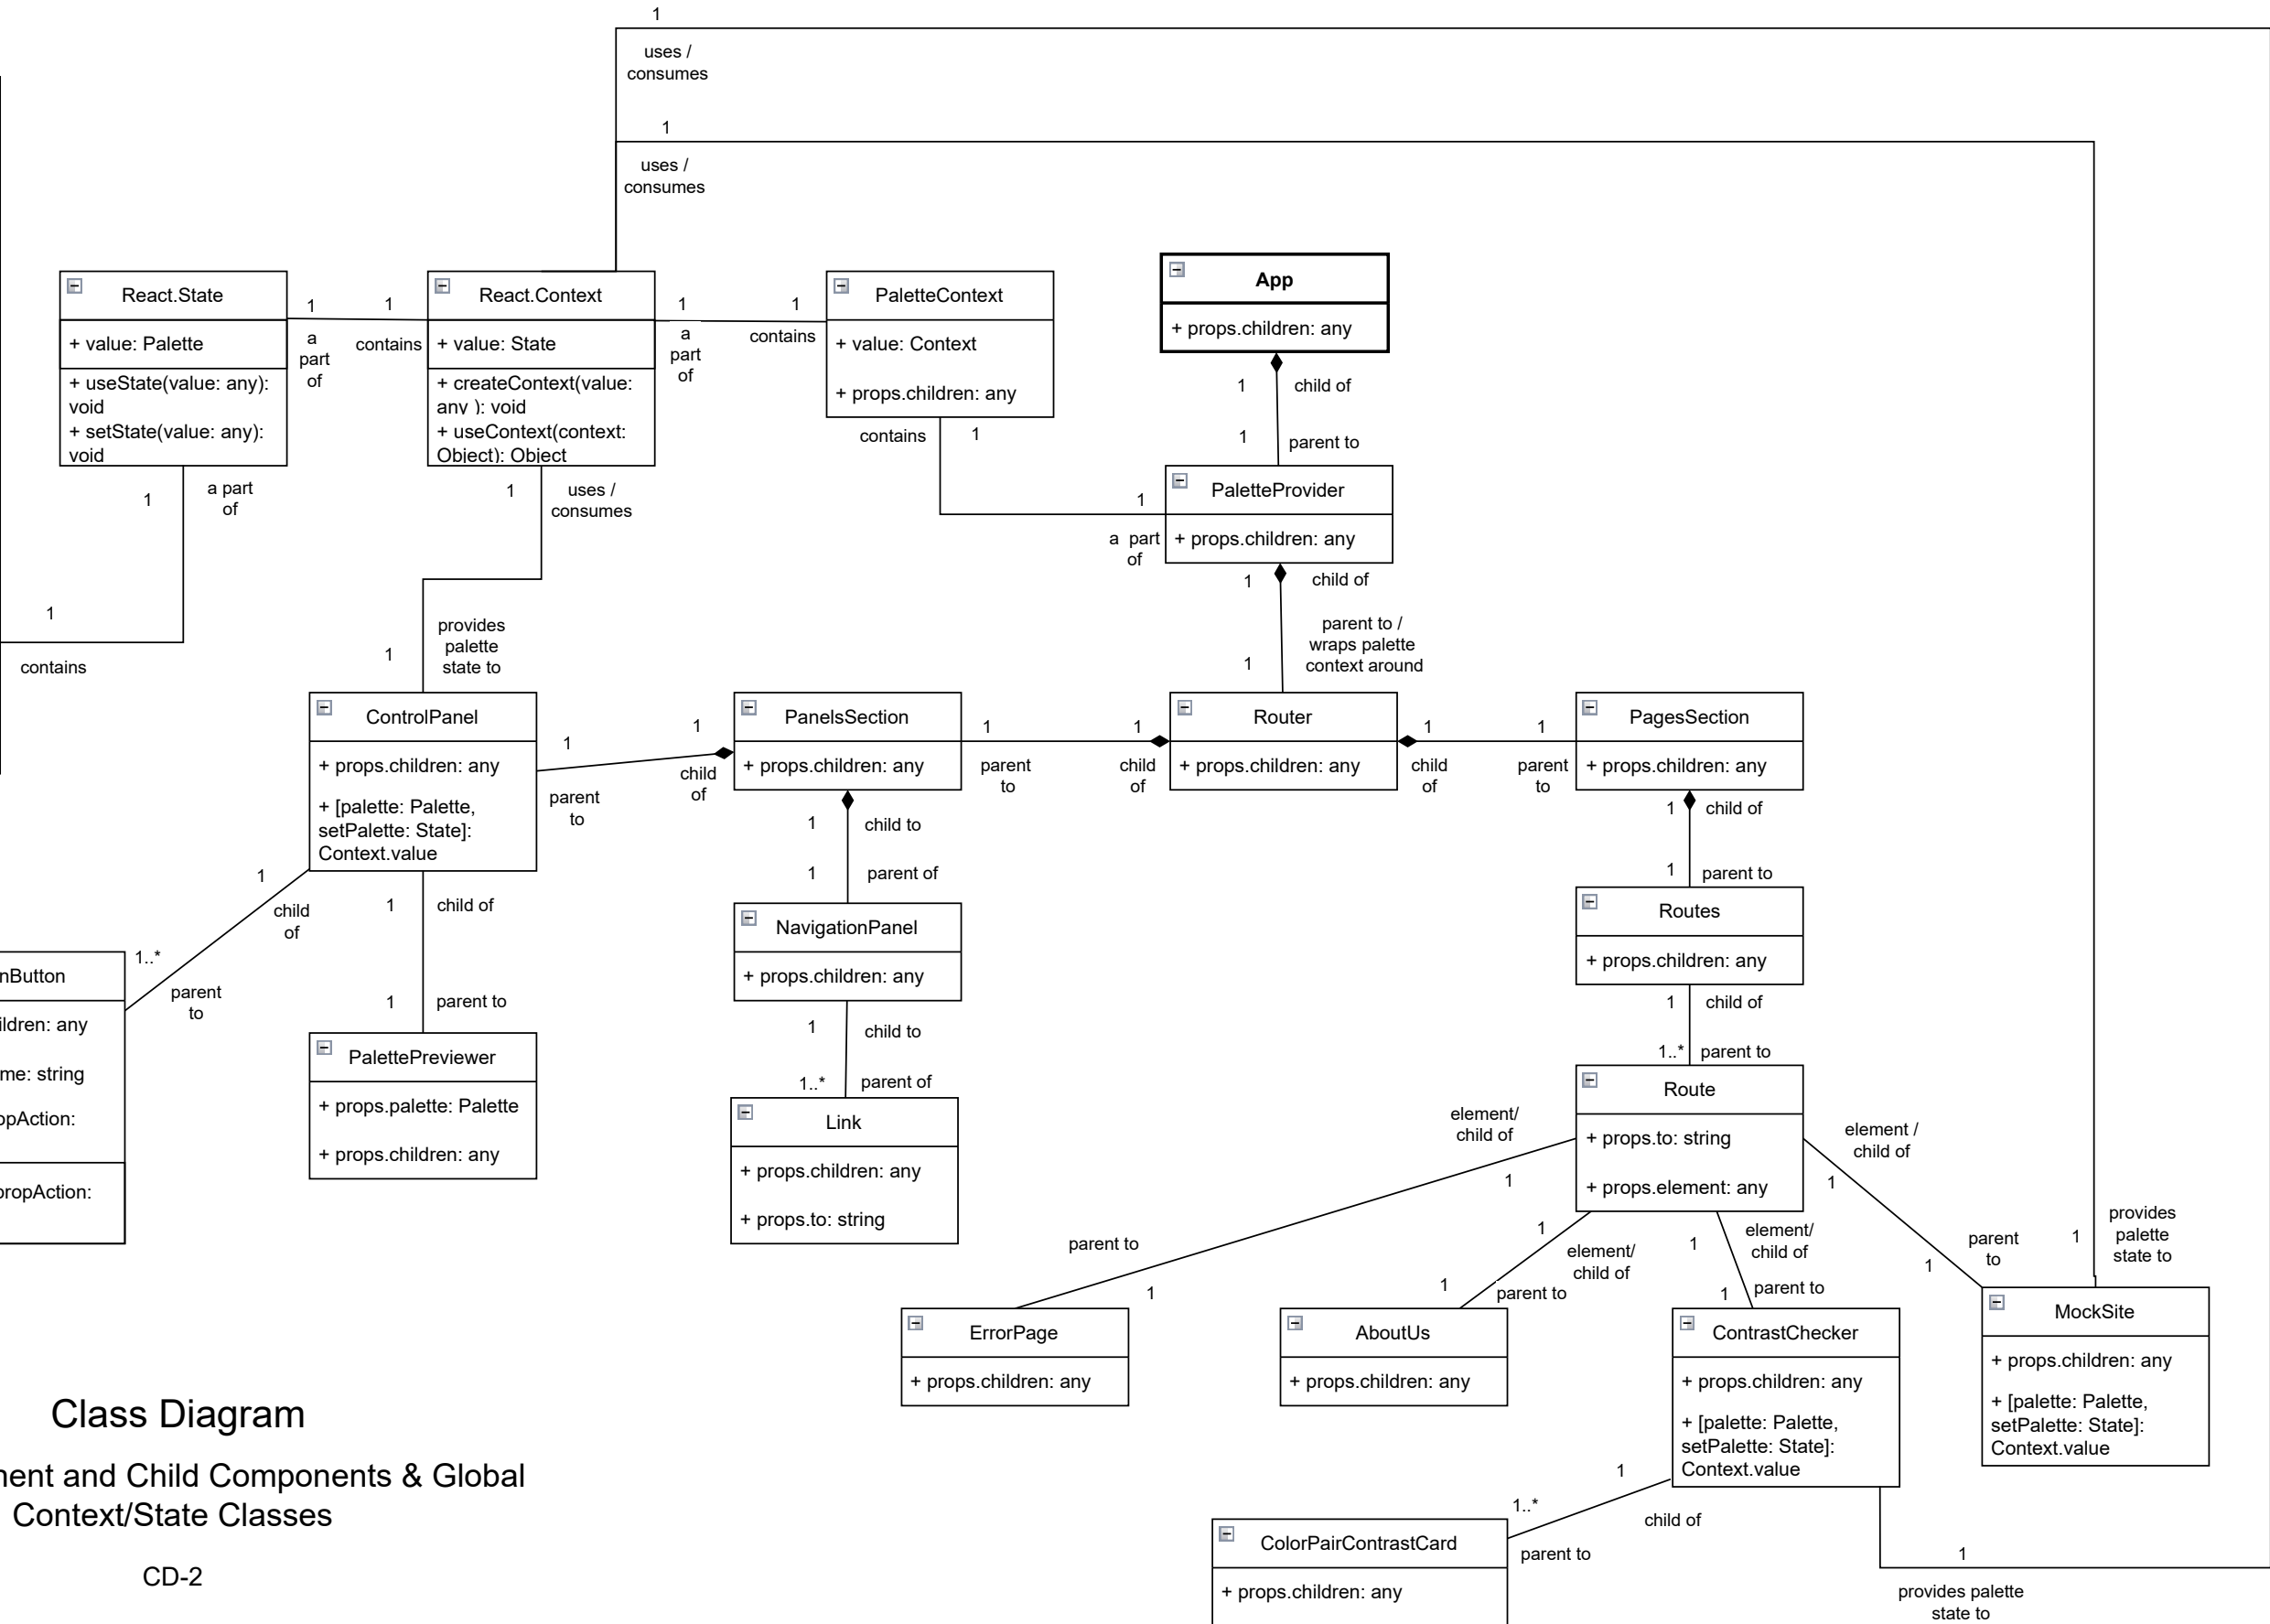 1
uses /
consumes
1
uses /
consumes
React.State
+ value: Palette
+ useState(value: any):
void
+ setState(value: any):
void
1
a
part
of
1
contains
React.Context
+ value: State
+ createContext(value:
any ): void
+ useContext(context:
Object): Object
1
a
part
of
1
contains
PaletteContext
+ value: Context
+ props.children: any
App
+ props.children: any
1
child of
1
parent to
contains
1
1
a part
of
PaletteProvider
+ props.children: any
1
a part
of
1
contains
1
uses /
consumes
1
provides
palette
state to
1
child of
1
parent to /
wraps palette
context around
ControlPanel
+ props.children: any
+ [palette: Palette,
setPalette: State]:
Context.value
1
parent
to
1
child
of
PanelsSection
+ props.children: any
1
parent
to
1
child
of
Router
+ props.children: any
1
child
of
1
parent
to
PagesSection
+ props.children: any
1
child
of
1..*
parent
to
1
child of
1
parent to
1
child to
1
parent of
1
child of
1
parent to
nButton
ildren: any
me: string
opAction:
propAction:
PalettePreviewer
+ props.palette: Palette
+ props.children: any
NavigationPanel
+ props.children: any
1
child to
1..*
parent of
Link
+ props.children: any
+ props.to: string
Routes
+ props.children: any
1
child of
1..*
parent to
Route
+ props.to: string
+ props.element: any
element/
child of
1
parent to
1
1
element/
child of
1
parent to
1
element/
child of
1
parent to
element /
child of
1
parent
to
1
1
provides
palette
state to
ErrorPage
+ props.children: any
AboutUs
+ props.children: any
ContrastChecker
+ props.children: any
+ [palette: Palette,
setPalette: State]:
Context.value
MockSite
+ props.children: any
+ [palette: Palette,
setPalette: State]:
Context.value
1
child of
1..*
parent to
ColorPairContrastCard
+ props.children: any
1
provides palette
state to
Class Diagram
nent and Child Components & Global
Context/State Classes
CD-2